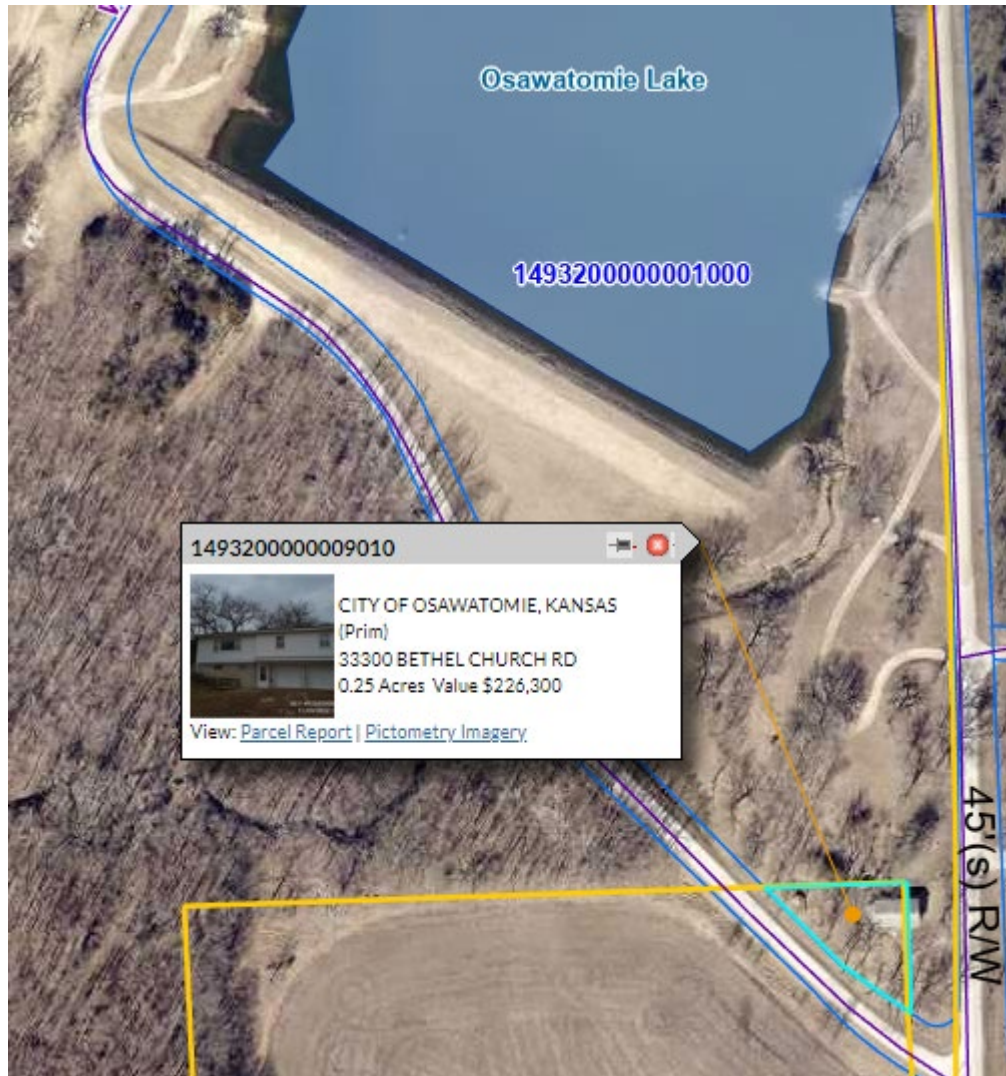 Osawatomie Lake
1493200000001000
1493200000009010
CITY OF OSAWATOMIE, KANSAS
(Prim)
33300 BETHEL CHURCH RD
0.25 Acres Value $226,300
View: Parcel Report | Pictometry Imagery
45'(s) R/W